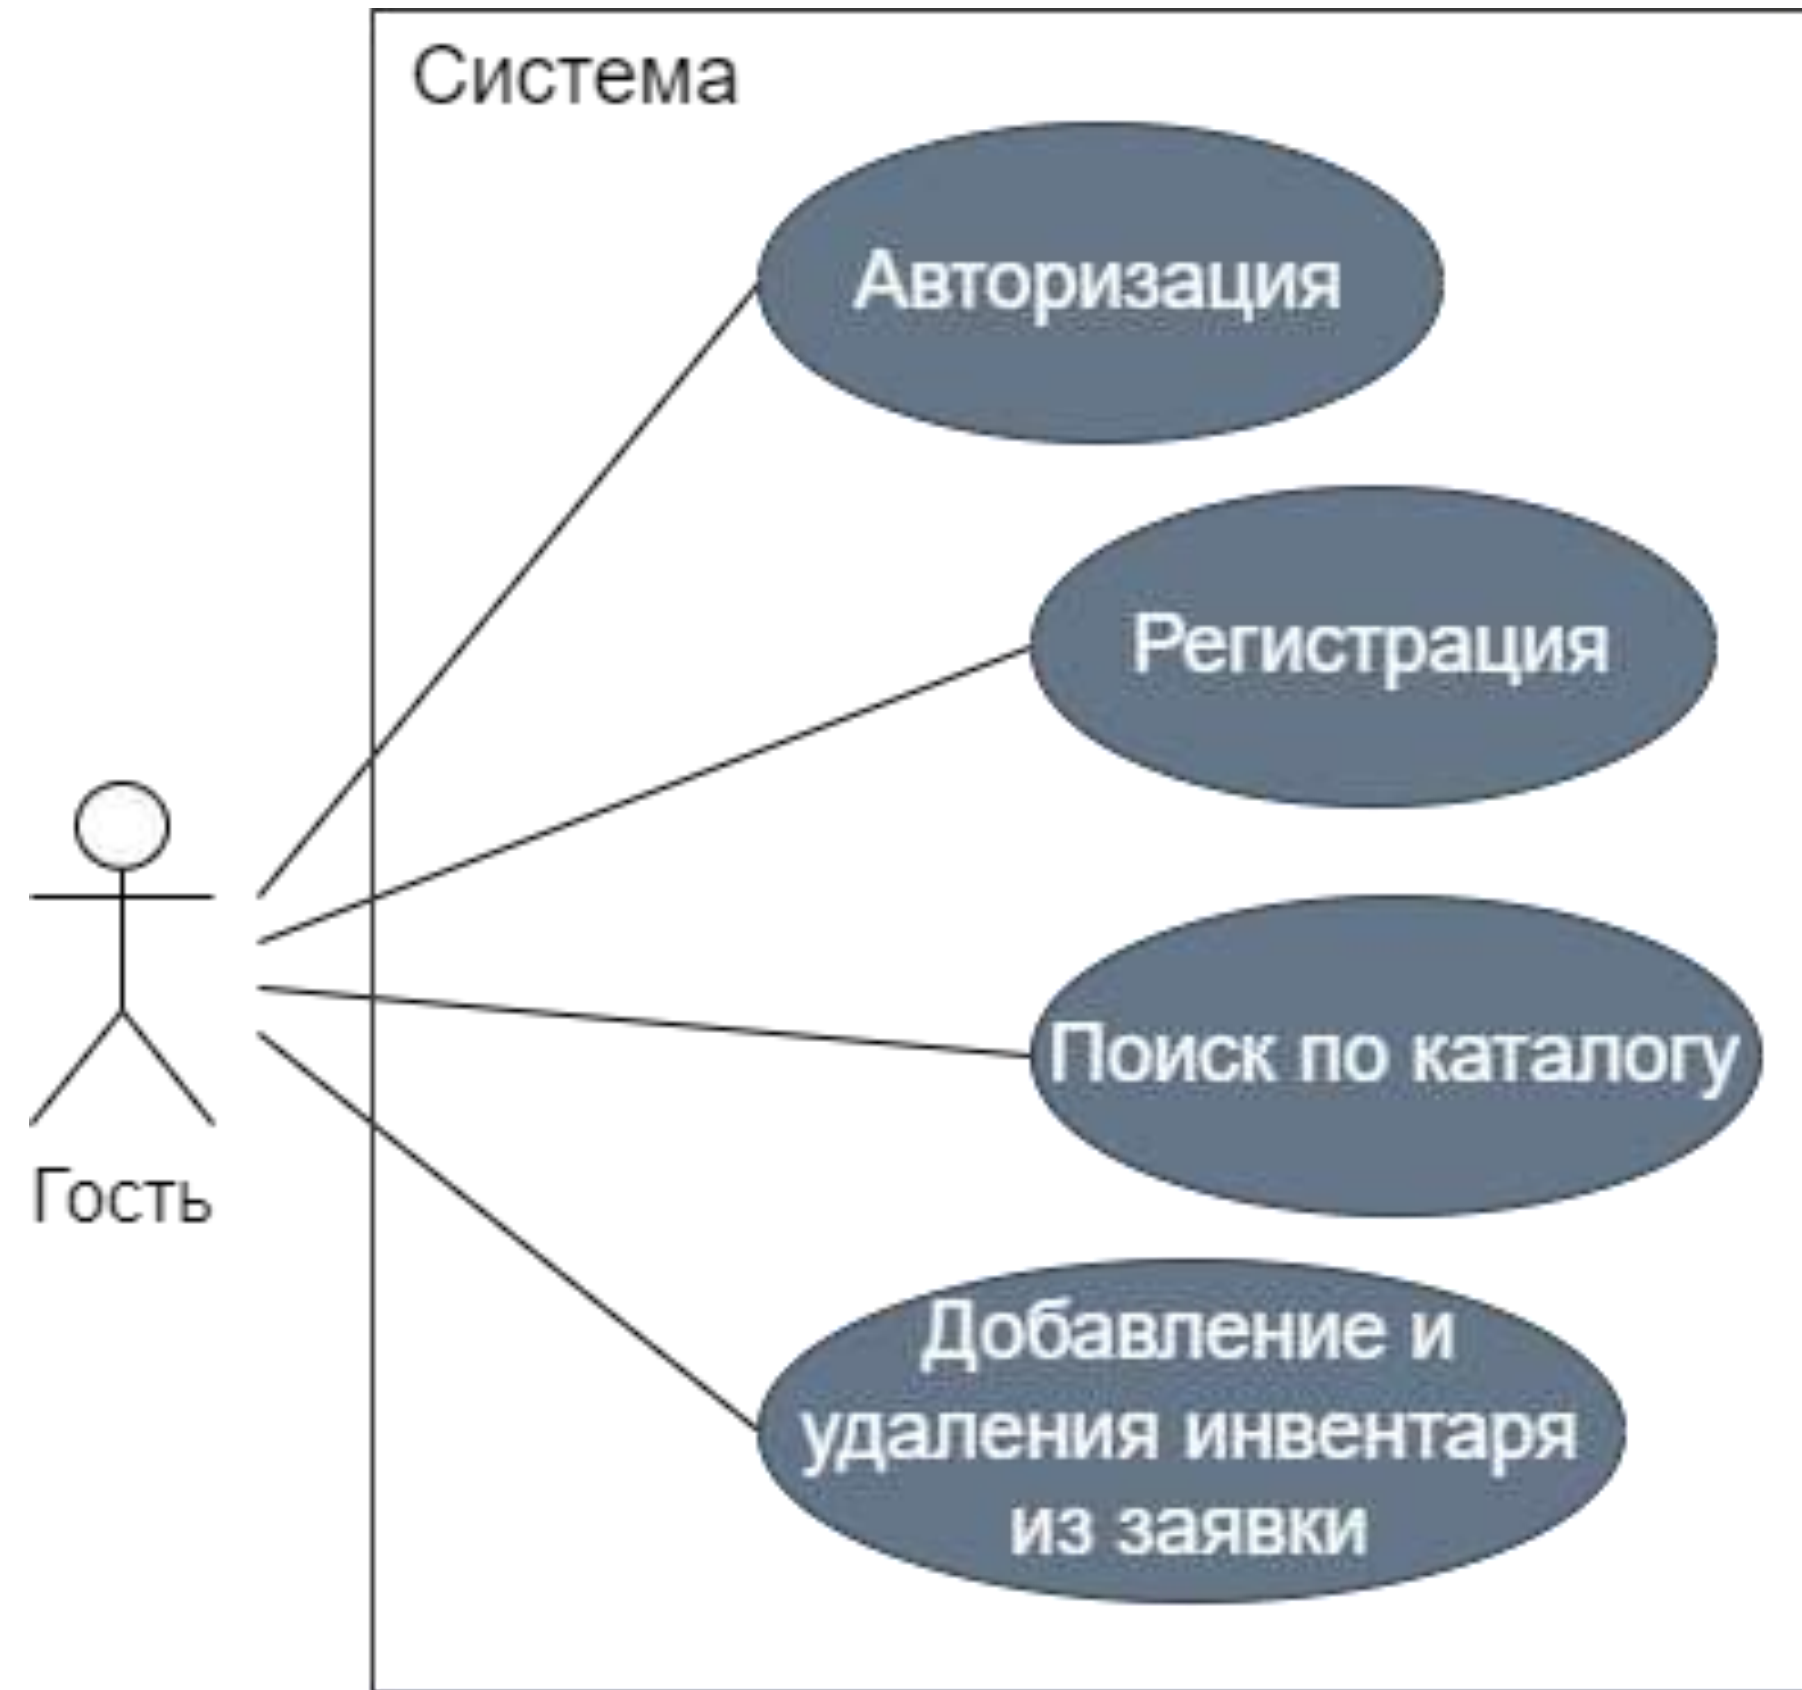 Система
Авторизация
Регистрация
Поиск по каталогу
Гость
Добавление и
удаления инвентаря
из заявки